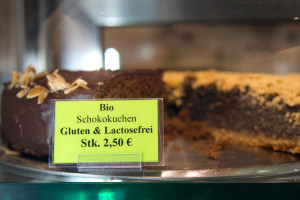 Bio
Schokokuchen
Gluten & Lactosefrei
Stk. 2,50 €